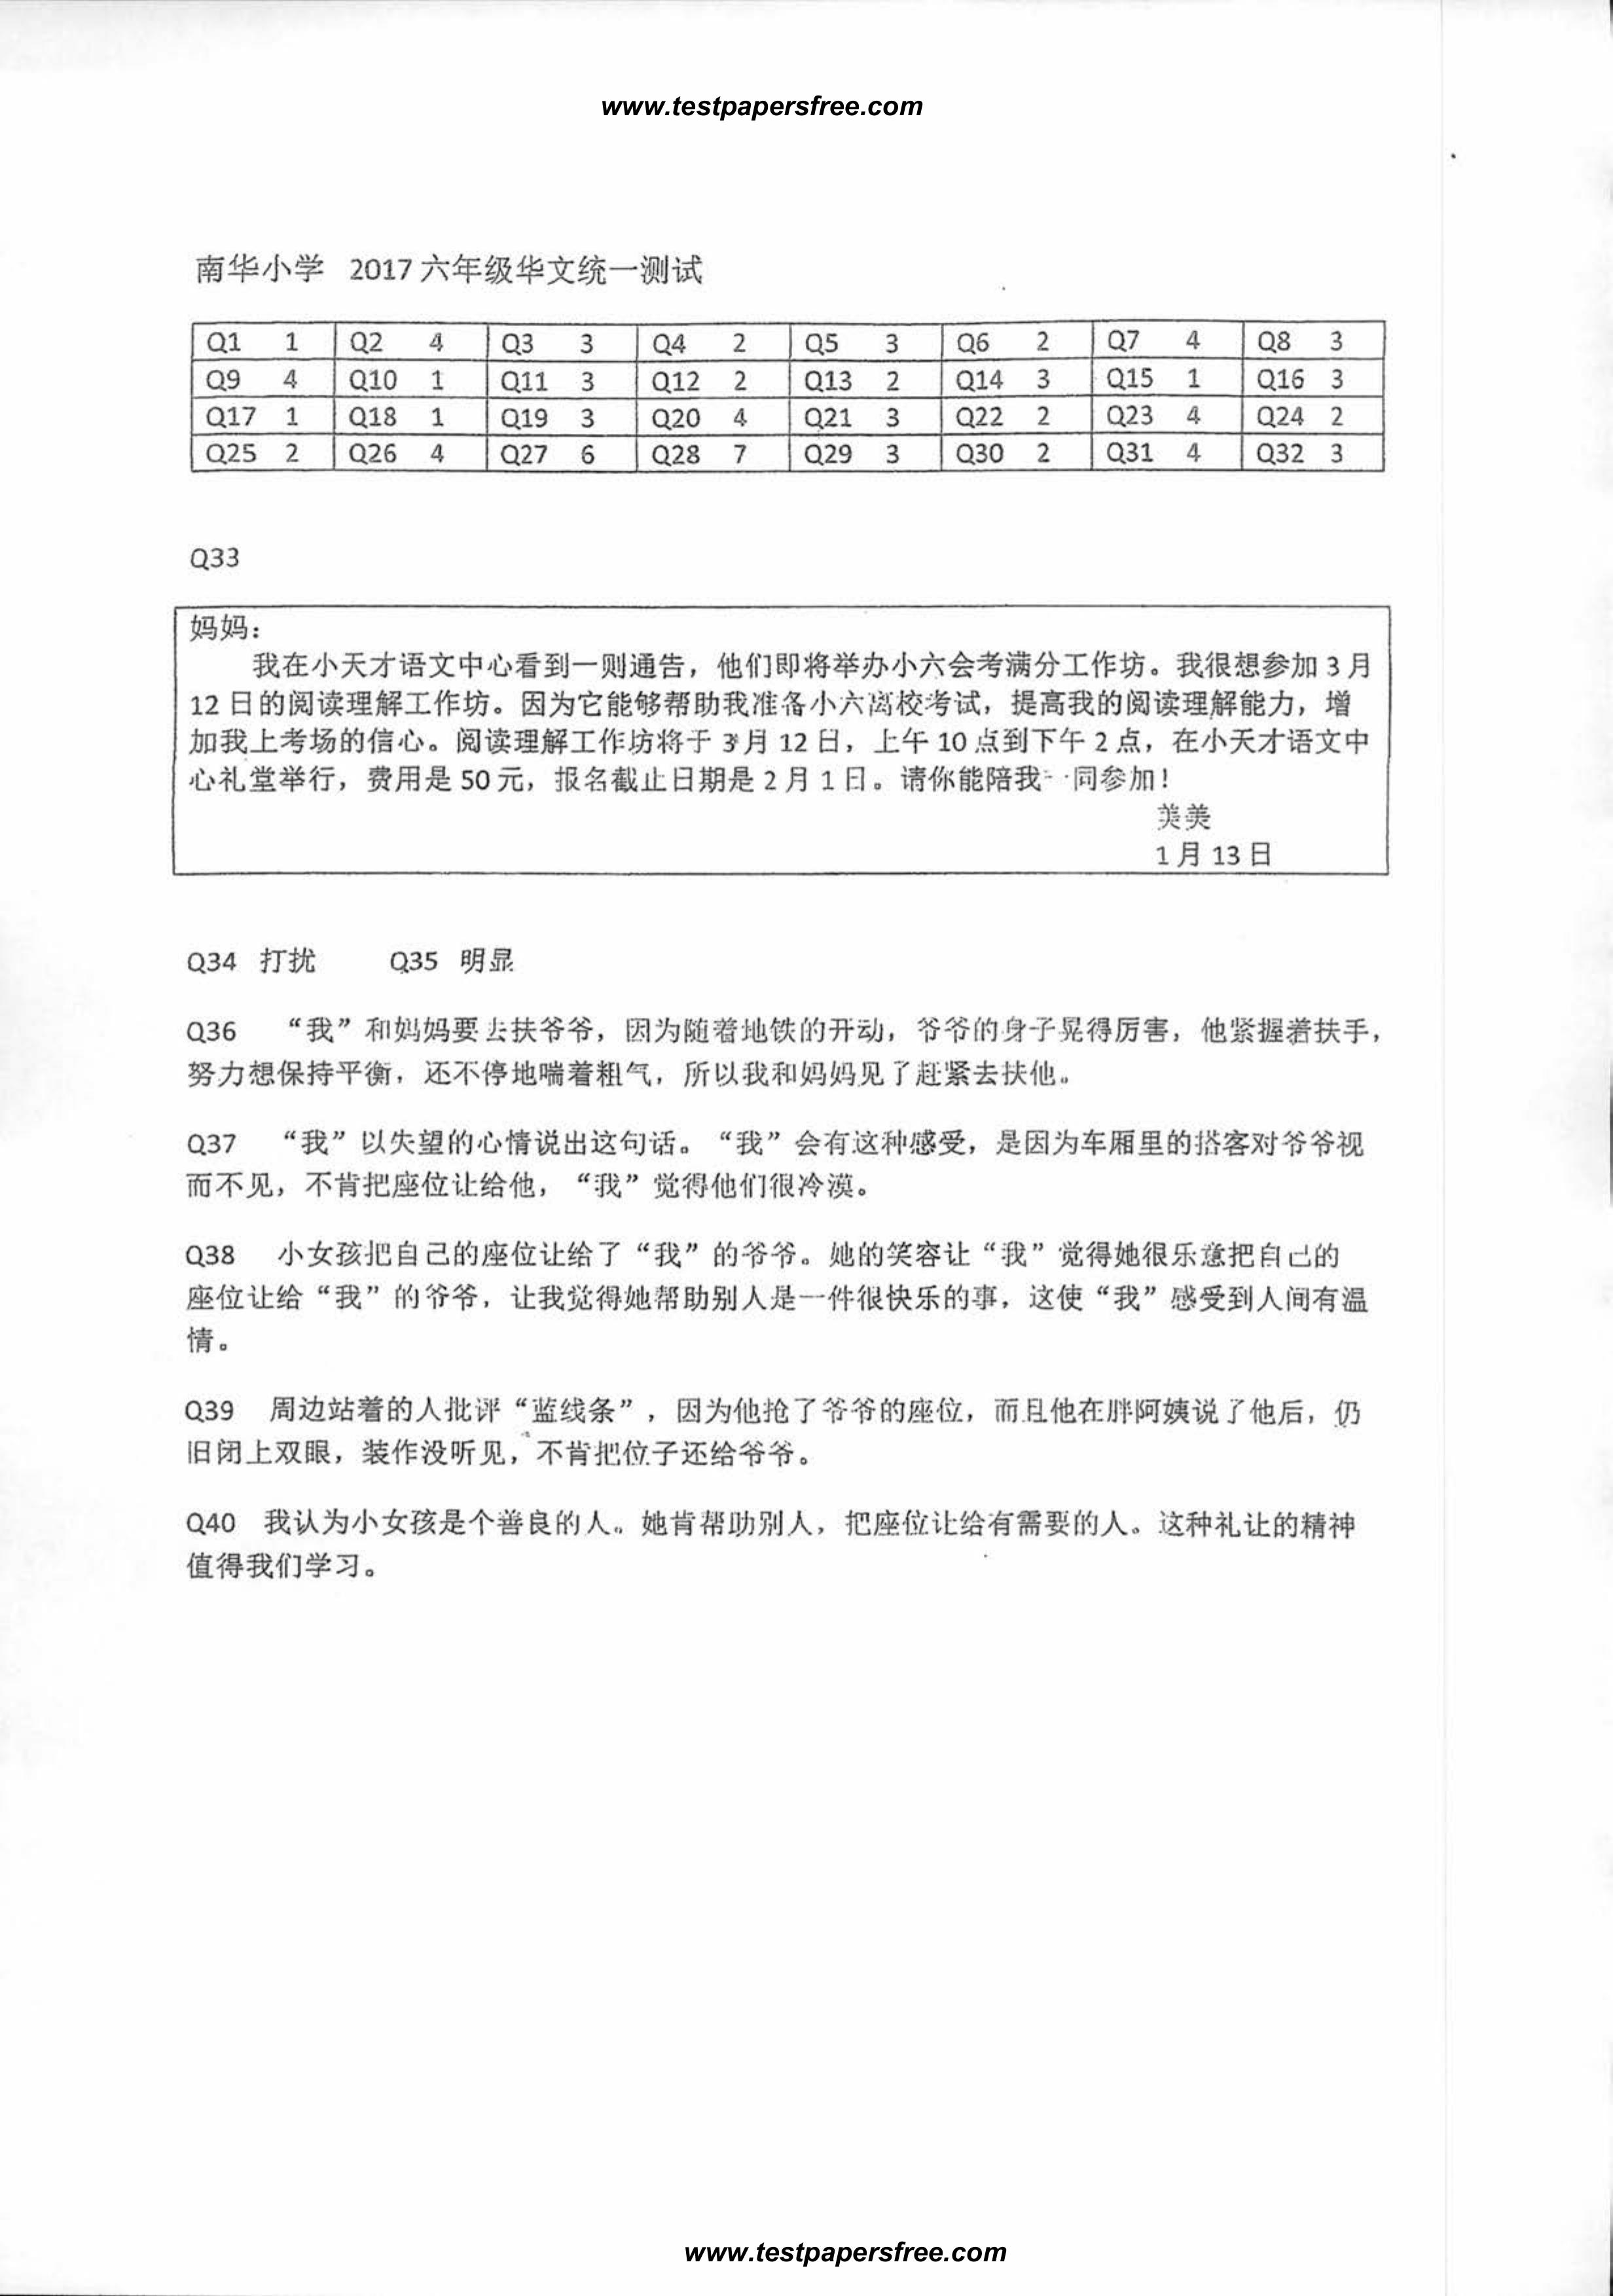 www.testpapersfree.com
南华小学 2017 六年级华文统一测试
Q1 1 Q2 4 Q3 3 Q4 2 Q5 3 Q6 2 Q7 4 Q8 3
Q9 4 Q10 1 Q11 3 Q12 2 Q13 2 Q14 3 Q15 1 Q16 3
Q17 1 Q18 1 Q19 3 Q20 4 Q21 3 Q22 2 Q23 4 Q24 2
Q25 2 Q26 4 Q27 6 Q28 7 Q29 3 Q30 2 Q31 4 Q32 3
Q33
妈妈：
我在小天才语文中心看到一则通告，他们即将举办小六会考满分工作坊。我很想参加 3 月
12 日的阅读理解工作坊。因为它能够帮助我准备小六离校考试，提高我的阅读理解能力，增
加我上考场的信心。阅读理解工作坊将于 3 月 12 日，上午 10 点到下午 2 点，在小天才语文中
心礼堂举行，费用是 50 元，报名截止日期是 2 月 1 日。请你能陪我一同参加！
美美
1 月 13 日
Q34 打扰 Q35 明显
Q36 “我”和妈妈要去扶爷爷，因为随着地铁的开动，爷爷的身子晃得厉害，他紧握着扶手，
努力想保持平衡，还不停地喘着粗气，所以我和妈妈见了赶紧去扶他。
Q37 “我”以失望的心情说出这句话。“我”会有这种感受，是因为车厢里的搭客对爷爷视
而不见，不肯把座位让给他，“我”觉得他们很冷漠。
Q38 小女孩把自己的座位让给了“我”的爷爷。她的笑容让“我”觉得她很乐意把自己的
座位让给“我”的爷爷，让我觉得她帮助别人是一件很快乐的事，这使“我”感受到人间有温
情。
Q39 周边站着的人批评“蓝线条”，因为他抢了爷爷的座位，而且他在胖阿姨说了他后，仍
旧闭上双眼，装作没听见，不肯把位子还给爷爷。
Q40 我认为小女孩是个善良的人。她肯帮助别人，把座位让给有需要的人。这种礼让的精神
值得我们学习。
www.testpapersfree.com